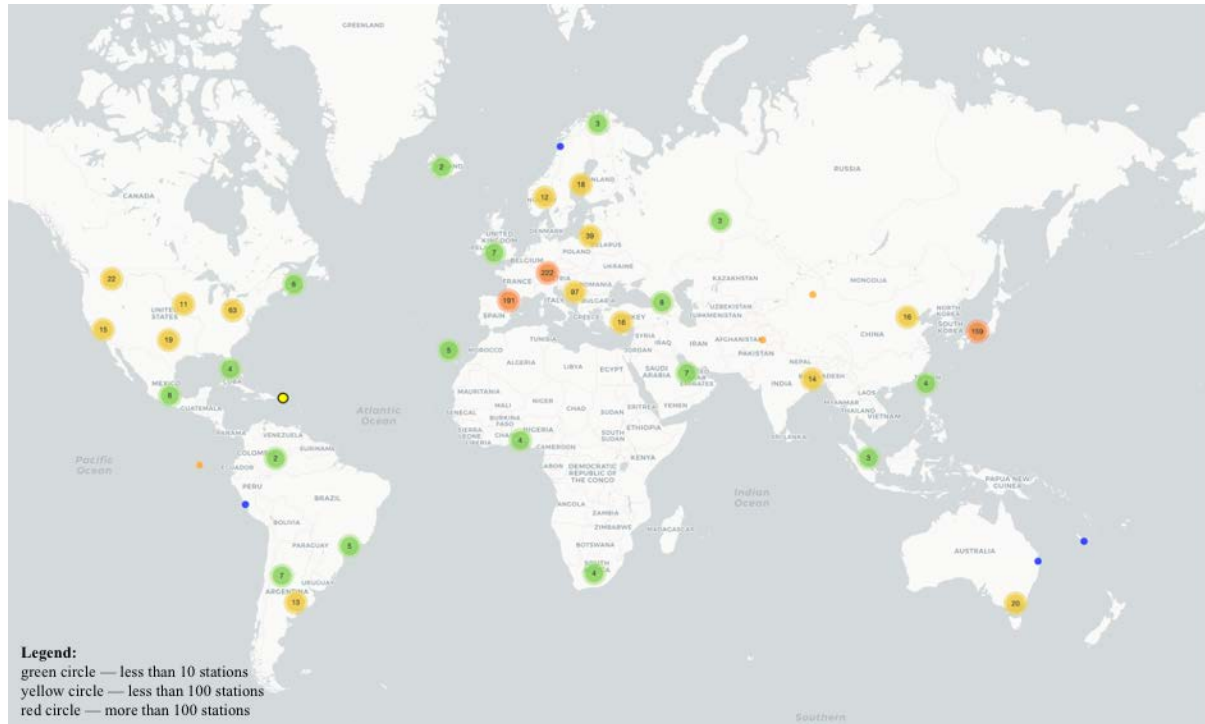 GREENLAND
3
2
ND
RUSSIA
CANADA
18
NLAND
12
3
DENMARK
UNITED
KINGDOM
39
7
BELGIUM
POLAND
UKRAINE
222
KAZAKHSTAN
MONGOLIA
22
6
FRANCE
97
ROMANIA
191
ITALY
BULGARIA
8
UZBEKISTAN
TURKMENISTAN
NORTH
KOREA
UNITED
STATES
11
63
SPAIN
GREECE
16
KEY
16
SOUTH
KOREA
159
15
19
TUNISIA
SYRIA
IRAQ
IRAN
AFGHANISTAN
CHINA
5
MOROCCO
JORDAN
PAKISTAN
ALGERIA
LIBYA
EGYPT
NEPAL
4
CUBA
7
SAUDI
ARABIA
EMIRATES
14
DESH
INDIA
4
MEXICO
8
MAURITANIA
LAOS
GUATEMALA
MALI
NIGER
CHAD
SUDAN
ERITREA
YEMEN
MYANMAR
THAILAND
VIETNAM
Atlantic
Ocean
SENEGAL
BURKINA
FASO
NIGERIA
PANAMA
VENEZUELA
SIERRA
LEONE
LIBERIA
4
SOUTH
SUDAN
ETHIOPIA
SRI LANKA
SURINAME
CAMEROON
Pacific
Ocean
COLOM
2
3
ECUADOR
KENYA
DEMOCRATIC
REPUBLIC OF
THE CONGO
PAPUA NEW
GUINEA
PERU
BRAZIL
Indian
Ocean
ANGOLA
BOLIVIA
ZAMBIA
ZIMBABWE
MADAGASCAR
PARAGUAY
5
BOTSWANA
AUSTRALIA
7
4
URUGUAY
ARGENTINA
13
20
Legend:
green circle — less than 10 stations
yellow circle — less than 100 stations
red circle — more than 100 stations
Southern